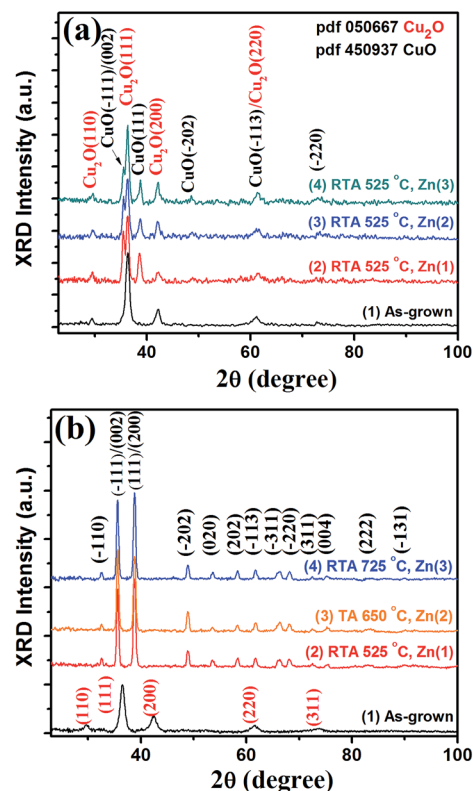 (a)
pdf 050667 Cu₂O
pdf 450937 CuO
XRD Intensity (a.u.)
Cu₂O(110)
CuO(-111)/(002)
Cu₂O(111)
CuO(111)
Cu₂O(200)
CuO(-202)
CuO(-113)/Cu₂O(220)
(-220)
(4) RTA 525 °C, Zn(3)
(3) RTA 525 °C, Zn(2)
(2) RTA 525 °C, Zn(1)
(1) As-grown
40 60 80 100
2θ (degree)
(b)
XRD Intensity (a.u.)
(-110)
(-111)/(002)
(111)/(200)
(-202)
(020)
(202)
(-113)
(-311)
(-220)
(311)
(004)
(222)
(-131)
(4) RTA 725 °C, Zn(3)
(3) TA 650 °C, Zn(2)
(2) RTA 525 °C, Zn(1)
(110)
(111)
(200)
(220)
(311)
(1) As-grown
40 60 80 100
2θ (degree)